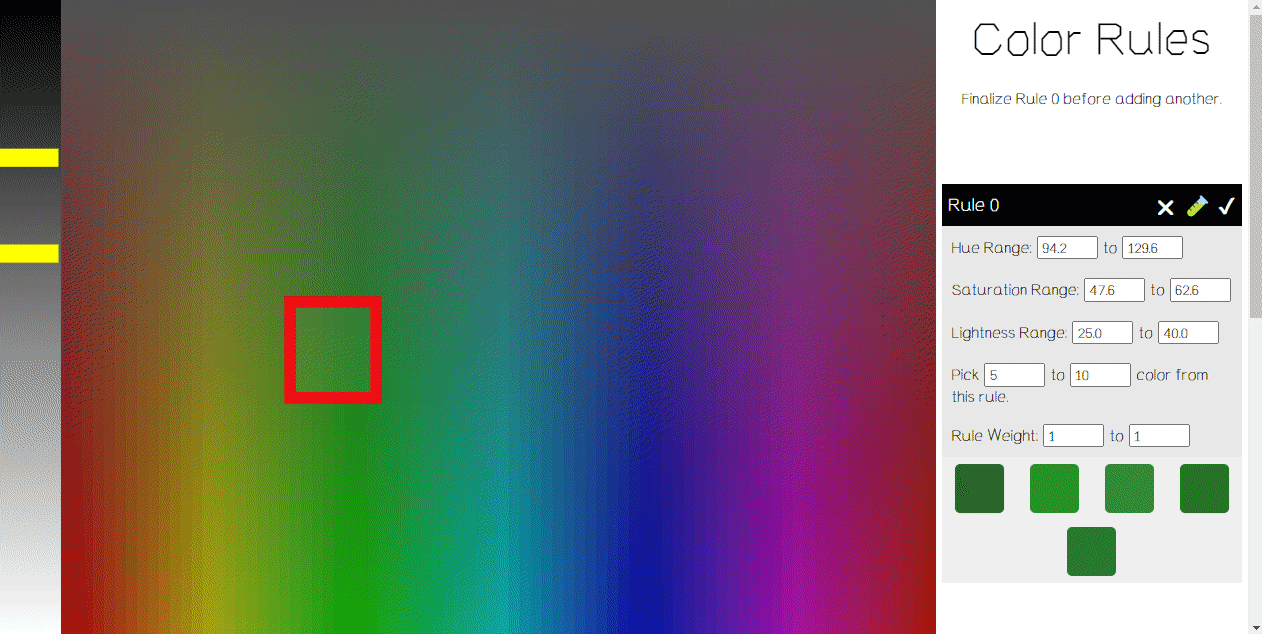 Color Rules
Finalize Rule 0 before adding another.
Rule 0
Hue Range: 94.2 to 129.6
Saturation Range: 47.6 to 62.6
Lightness Range: 25.0 to 40.0
Pick 5 to 10 color from
this rule.
Rule Weight: 1 to 1